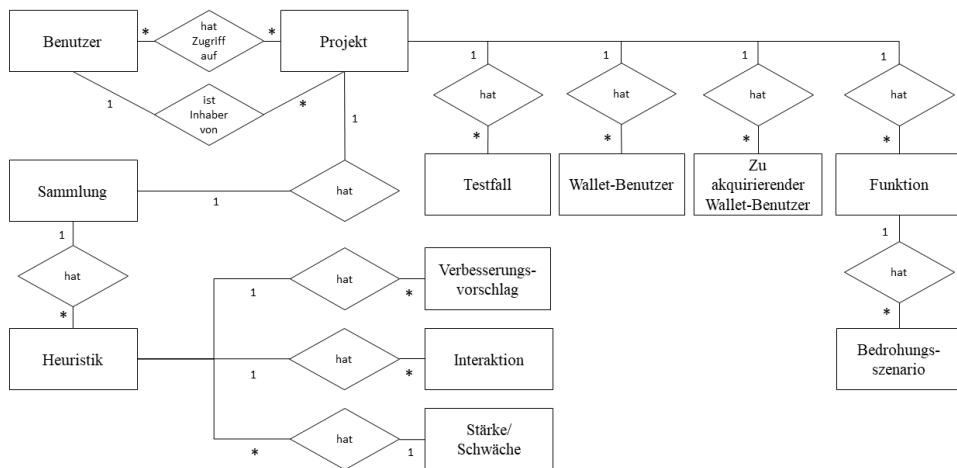 Benutzer
*
hat
Zugriff
auf
*
Projekt
1
1
1
1
1
ist
Inhaber
von
*
1
hat
hat
hat
hat
*
*
*
*
Sammlung
1
hat
Testfall
Wallet-Benutzer
Zu
akquirierender
Wallet-Benutzer
Funktion
1
1
hat
hat
*
*
1
hat
*
Verbesserungs-
vorschlag
Heuristik
1
hat
*
Interaktion
Bedrohungs-
szenario
*
hat
1
Stärke/
Schwäche